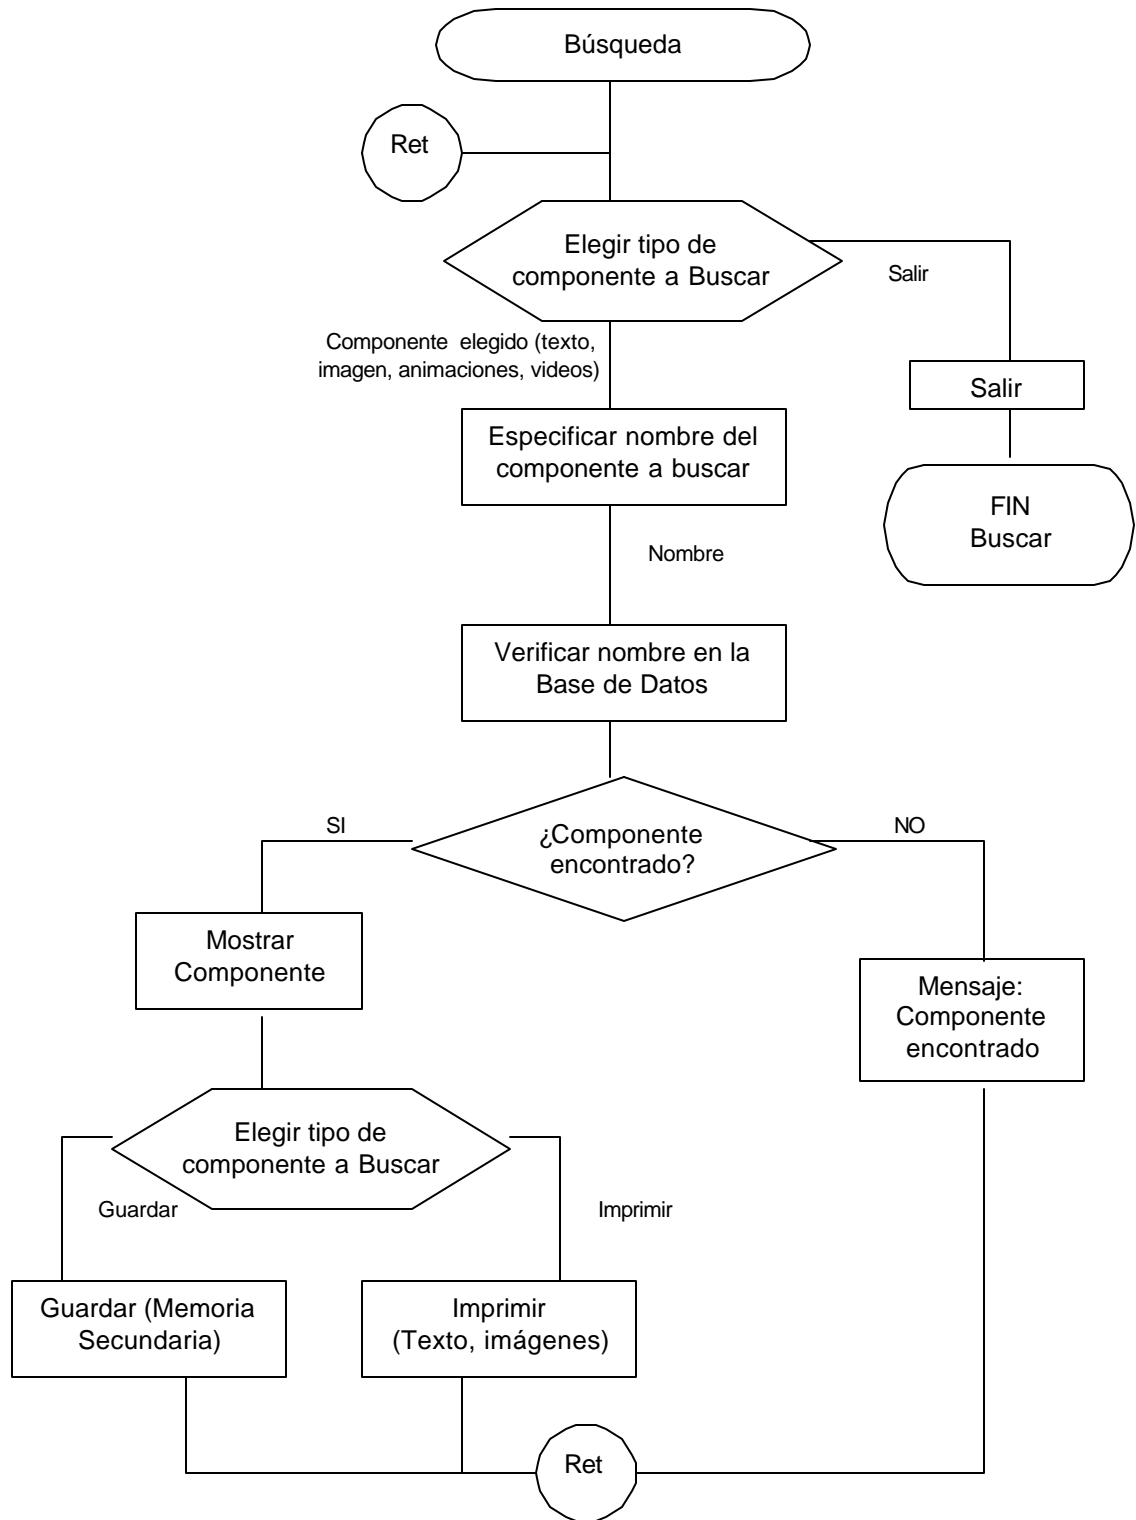 Búsqueda
Ret
Elegir tipo de
componente a Buscar
Salir
Componente elegido (texto,
imagen, animaciones, videos)
Salir
Especificar nombre del
componente a buscar
FIN
Buscar
Nombre
Verificar nombre en la
Base de Datos
SI
¿Componente
encontrado?
NO
Mostrar
Componente
Mensaje:
Componente
encontrado
Elegir tipo de
componente a Buscar
Guardar
Imprimir
Guardar (Memoria
Secundaria)
Imprimir
(Texto, imágenes)
Ret